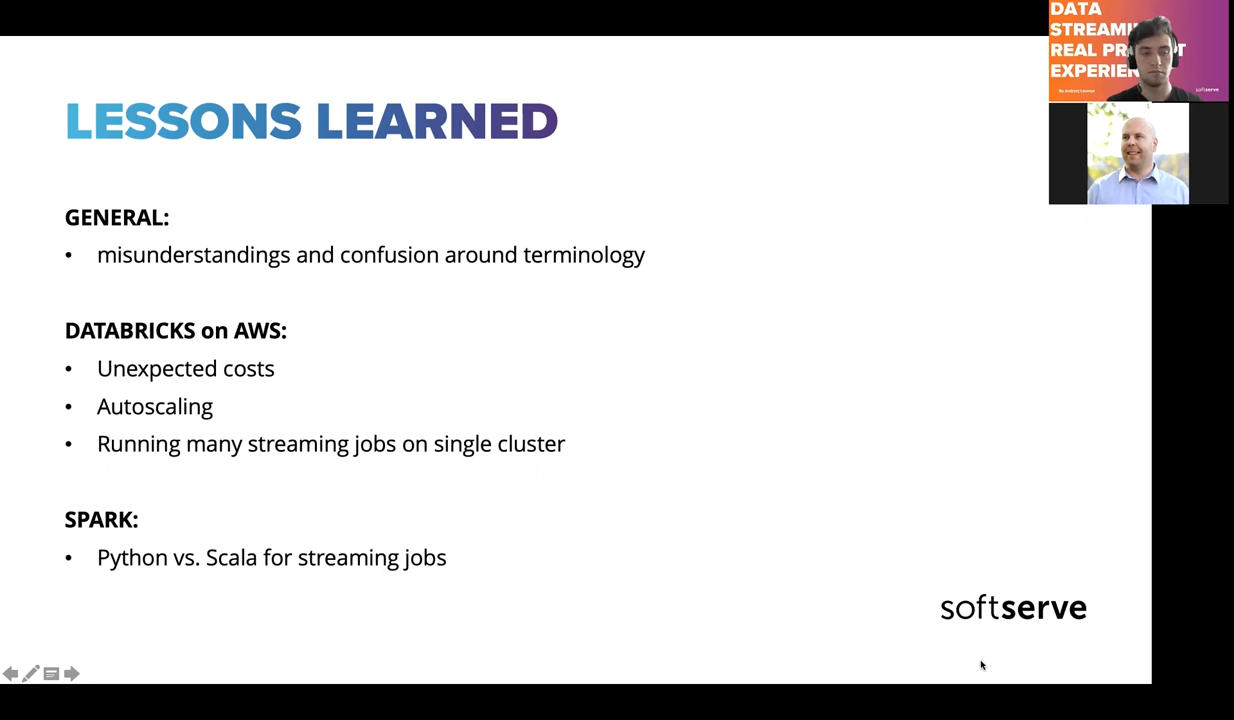 LESSONS LEARNED
GENERAL:
• misunderstandings and confusion around terminology
DATABRICKS on AWS:
• Unexpected costs
• Autoscaling
• Running many streaming jobs on single cluster
SPARK:
• Python vs. Scala for streaming jobs
softserve
DATA
STREAMI
REAL PR T
EXPERIEN
softserve